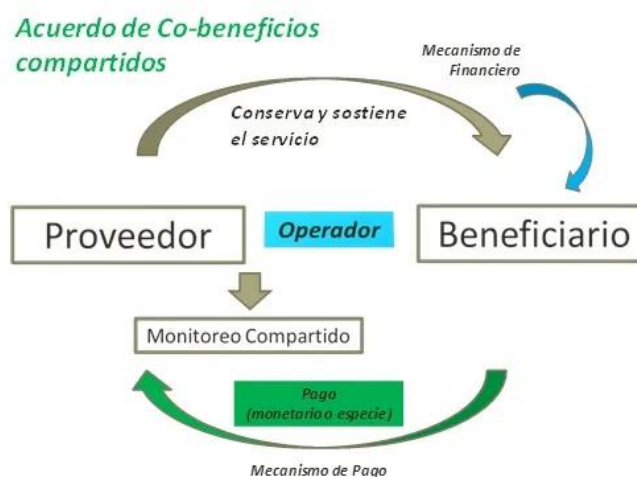 Acuerdo de Co-beneficios
compartidos
Mecanismo de
Financiero
Conserva y sostiene
el servicio
Proveedor
Operador
Beneficiario
Monitoreo Compartido
Pago
(monetario o especie)
Mecanismo de Pago